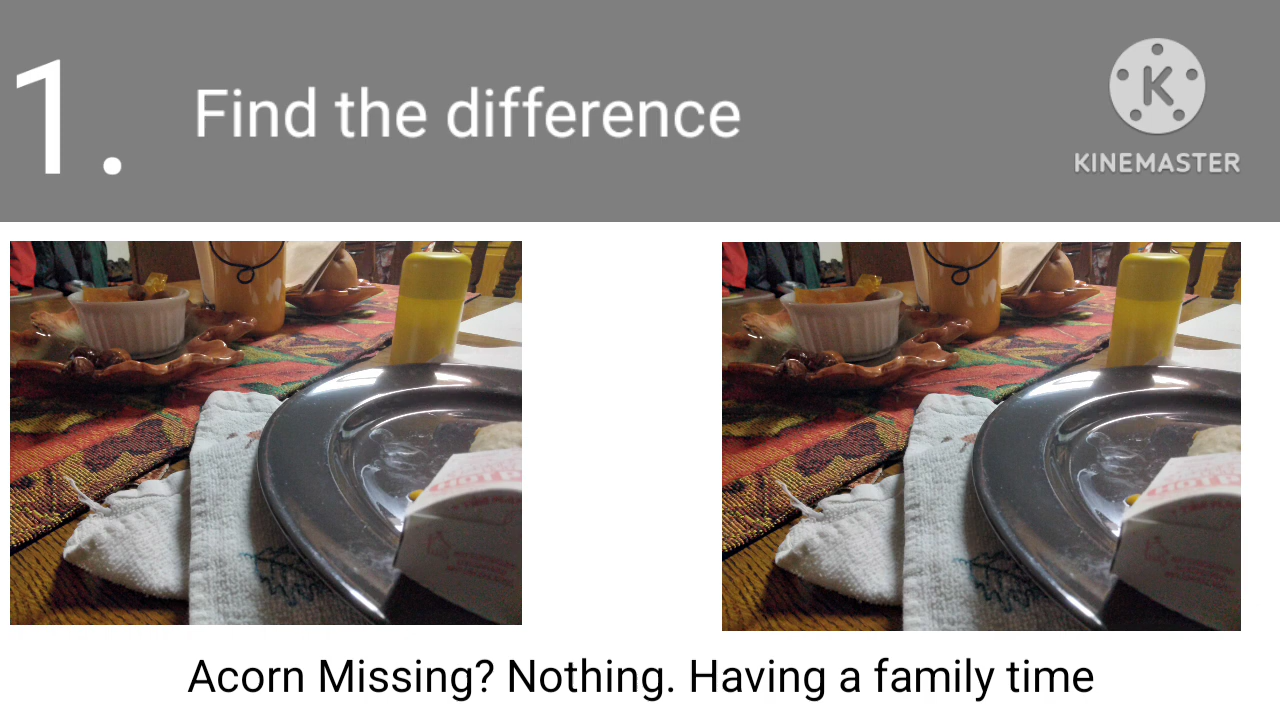 1.
Find the difference
K
KINEMASTER
Acorn Missing? Nothing. Having a family time